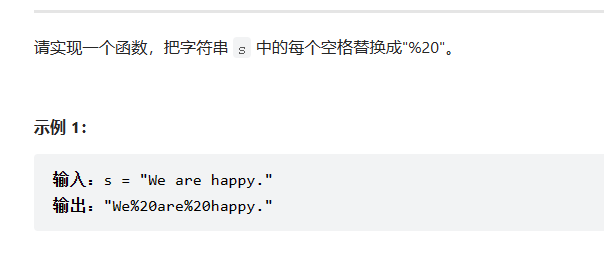 请实现一个函数，把字符串 s 中的每个空格替换成"%20"。
示例 1：
输入：s = "We are happy."
输出："We%20are%20happy."